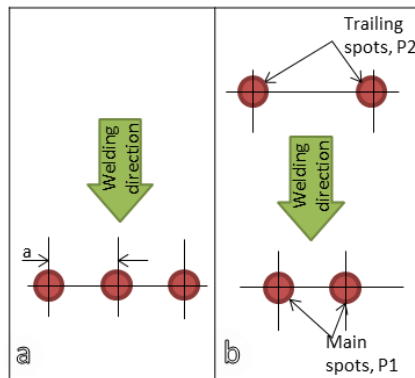 Trailing
spots, P2
Welding
direction
Welding
direction
a
Main
spots, P1
a
b